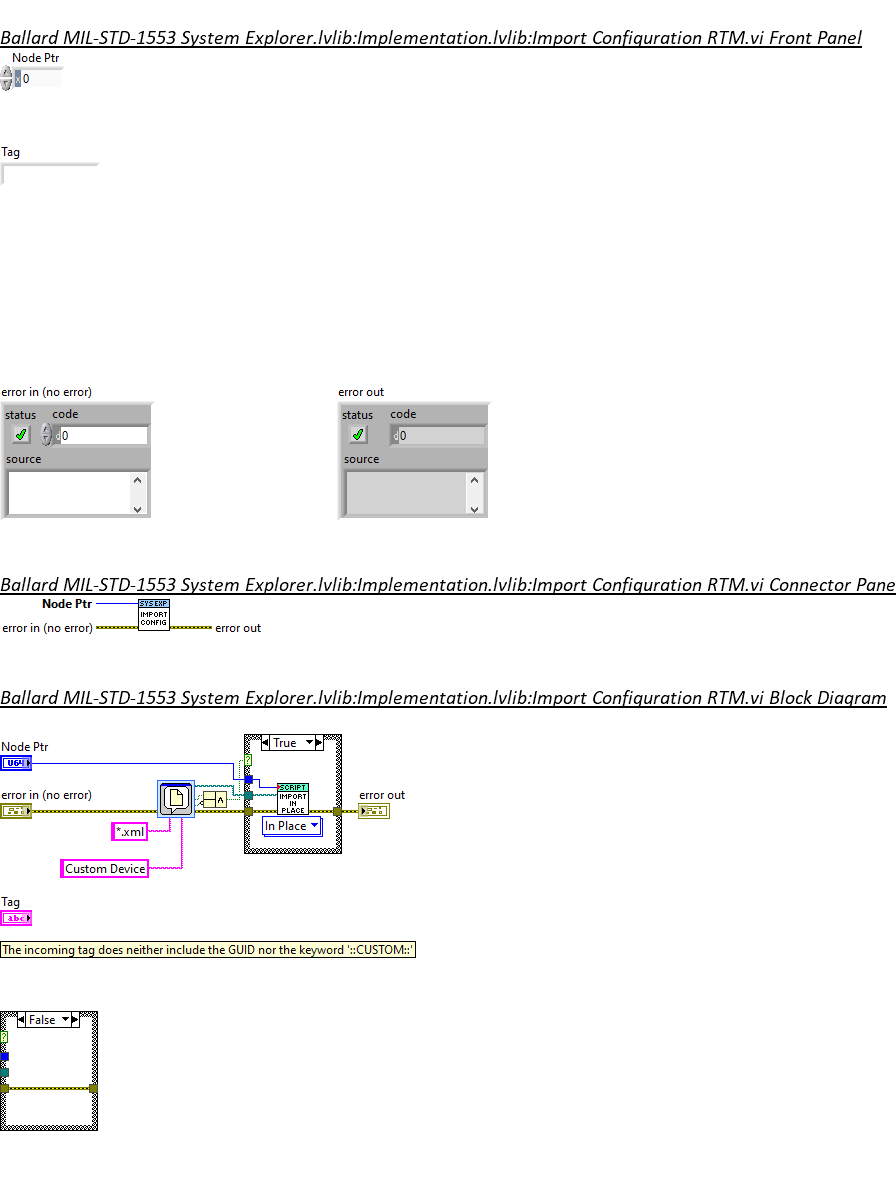 Ballard MIL-STD-1553 System Explorer.lvlib:Implementation.lvlib:Import Configuration RTM.vi Front Panel
Node Ptr
x 0
Tag
error in (no error)
error out
status code
status code
d 0
d 0
source
source
Ballard MIL-STD-1553 System Explorer.lvlib:Implementation.lvlib:Import Configuration RTM.vi Connector Pane
Node Ptr
SYS EXP
IMPORT
CONFIG
error in (no error)
error out
Ballard MIL-STD-1553 System Explorer.lvlib:Implementation.lvlib:Import Configuration RTM.vi Block Diagram
True
Node Ptr
U64
?
SCRIPT
IMPORT
IN
PLACE
error in (no error)
error out
In Place
*.xml
Custom Device
Tag
abc
The incoming tag does neither include the GUID nor the keyword '::CUSTOM::'
False
?